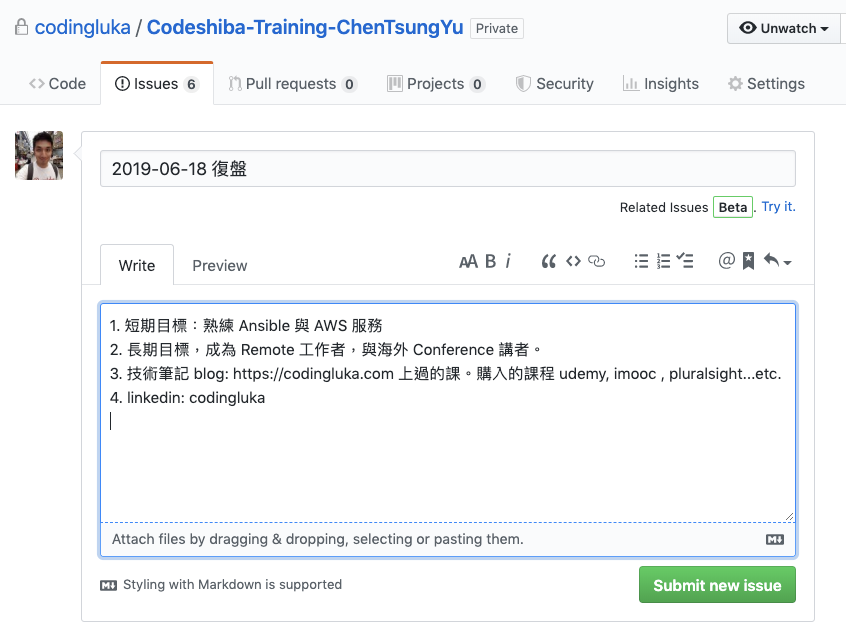 codingluka / Codeshiba-Training-ChenTsungYu Private
Unwatch
Code
Issues 6
Pull requests 0
Projects 0
Security
Insights
Settings
2019-06-18 復盤
Related Issues Beta. Try it.
Write
Preview
1. 短期目標：熟練 Ansible 與 AWS 服務
2. 長期目標，成為 Remote 工作者，與海外 Conference 講者。
3. 技術筆記 blog: https://codingluka.com 上過的課。購入的課程 udemy, imooc , pluralsight...etc.
4. linkedin: codingluka
Attach files by dragging & dropping, selecting or pasting them.
Styling with Markdown is supported
Submit new issue